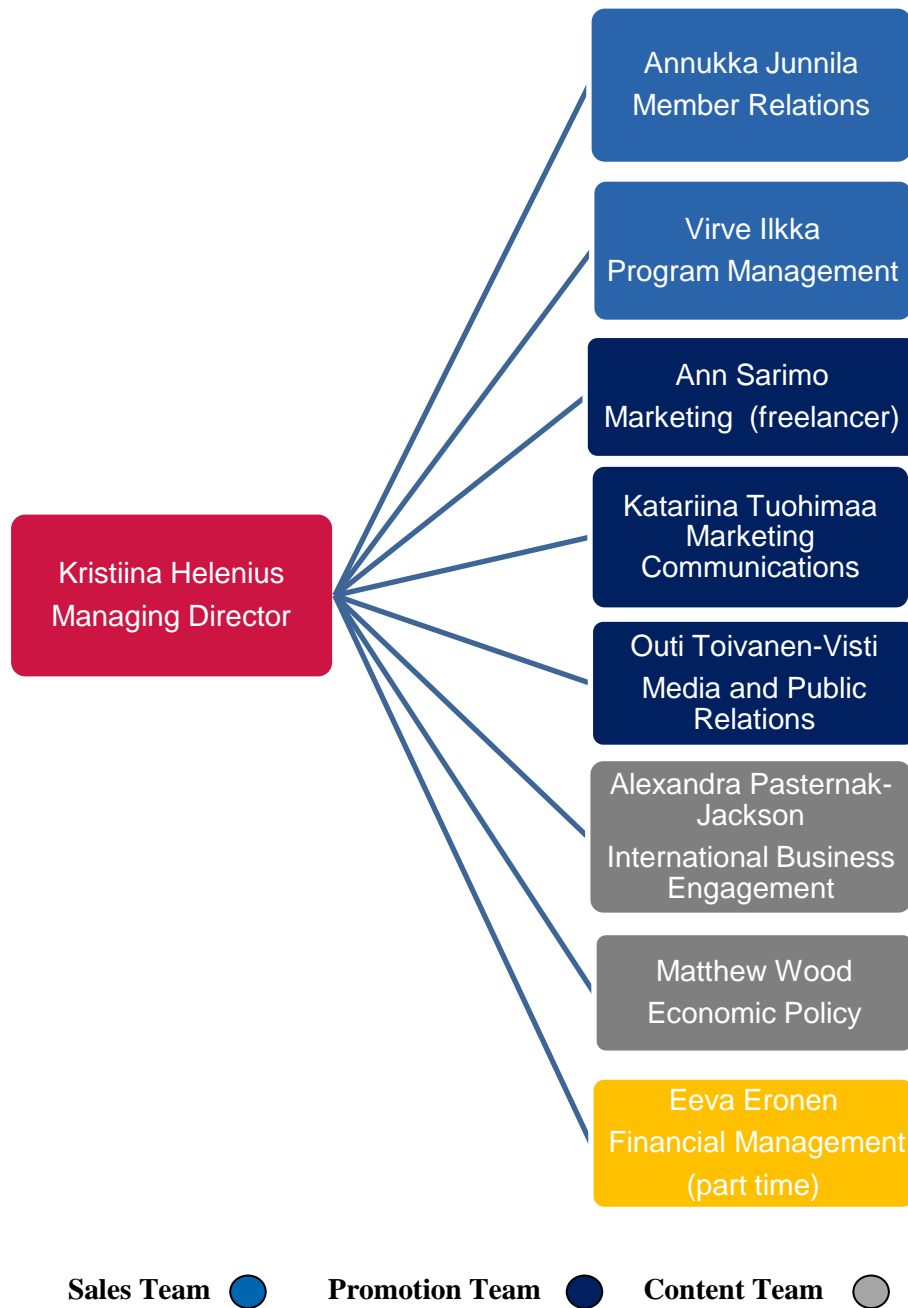 Annukka Junnila
Member Relations
Virve Ilkka
Program Management
Ann Sarimo
Marketing (freelancer)
Katariina Tuohimaa
Marketing
Communications
Kristiina Helenius
Managing Director
Outi Toivanen-Visti
Media and Public
Relations
Alexandra Pasternak-
Jackson
International Business
Engagement
Matthew Wood
Economic Policy
Eeva Eronen
Financial Management
(part time)
Sales Team Promotion Team Content Team